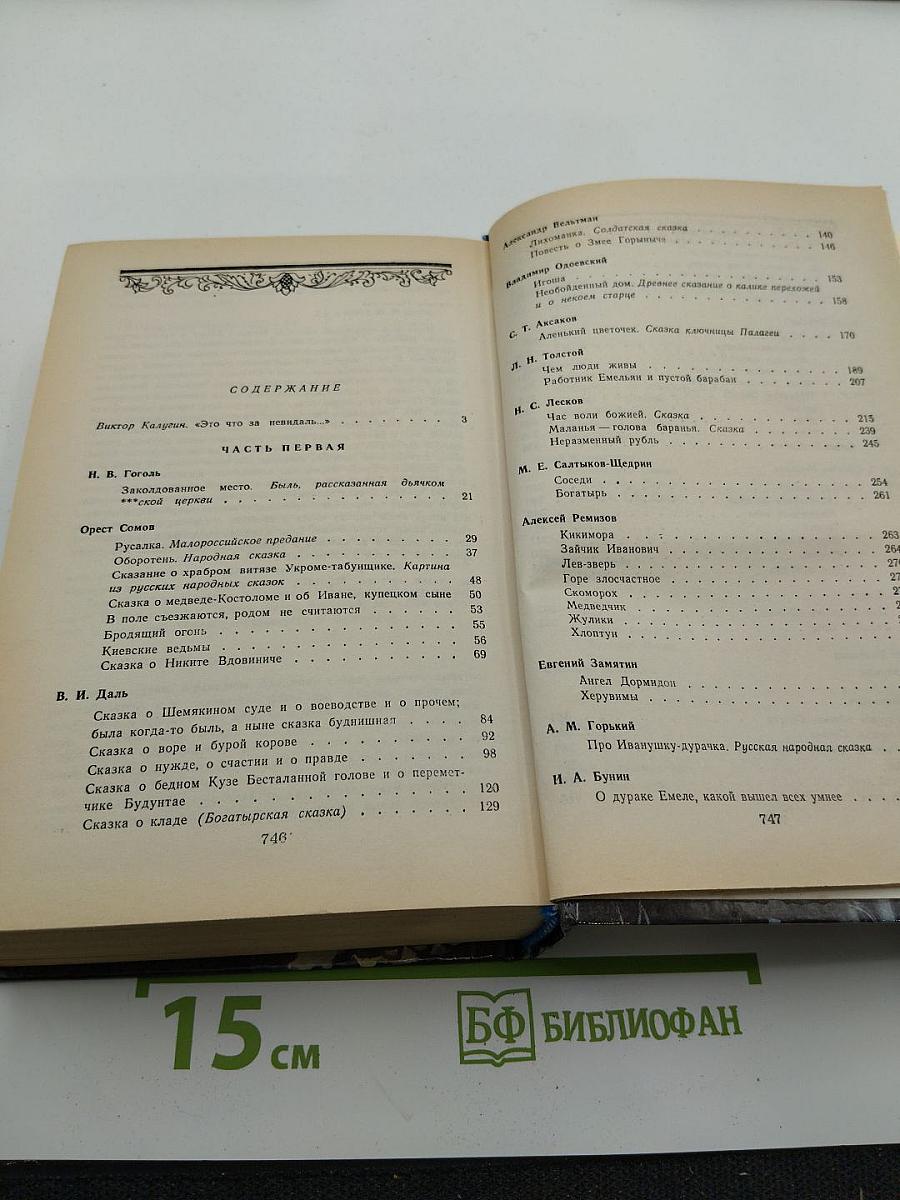 СОДЕРЖАНИЕ
Виктор Калугин. «Это что за невидаль...» . . . . . . . . 3
ЧАСТЬ ПЕРВАЯ
Н. В. Гоголь
Заколдованное место. Быль, рассказанная дьячком
***ской церкви . . . . . . . . . . . . . . . . 21
Орест Сомов
Русалка. Малороссийское предание . . . . . . . . . 29
Оборотень. Народная сказка . . . . . . . . . . . 37
Сказание о храбром витязе Укроме-табунщике. Картина
из русских народных сказок . . . . . . . . . . . 48
Сказка о медведе-Костоломе и об Иване, купецком сыне 50
В поле съезжаются, родом не считаются . . . . . . . 53
Бродящий огонь . . . . . . . . . . . . . . . . 55
Киевские ведьмы . . . . . . . . . . . . . . . . 56
Сказка о Никите Вдовиниче . . . . . . . . . . . 69
В. И. Даль
Сказка о Шемякином суде и о воеводстве и о прочем;
была когда-то быль, а ныне сказка буднишная . . . . 84
Сказка о воре и бурой корове . . . . . . . . . . 92
Сказка о нужде, о счастии и о правде . . . . . . . 98
Сказка о бедном Кузе Бесталанной голове и о перемет-
чике Будунтае . . . . . . . . . . . . . . . . . 120
Сказка о кладе (Богатырская сказка) . . . . . . . 129
746
Александр Вельтман
Лихоманка. Солдатская сказка . . . . . . . . . . 140
Повесть о Змее Горыныче . . . . . . . . . . . . 146
Владимир Одоевский
Игоша . . . . . . . . . . . . . . . . . . . . 153
Необойденный дом. Древнее сказание о калике перехожей
и о некоем старце . . . . . . . . . . . . . . . 158
С. Т. Аксаков
Аленький цветочек. Сказка ключницы Палагеи . . . . 170
Л. Н. Толстой
Чем люди живы . . . . . . . . . . . . . . . . 189
Работник Емельян и пустой барабан . . . . . . . . 207
Н. С. Лесков
Час воли божией. Сказка . . . . . . . . . . . . 215
Маланья — голова баранья. Сказка . . . . . . . . 239
Неразменный рубль . . . . . . . . . . . . . . . 245
М. Е. Салтыков-Щедрин
Соседи . . . . . . . . . . . . . . . . . . . . 254
Богатырь . . . . . . . . . . . . . . . . . . . 261
Алексей Ремизов
Кикимора . . . . . . . . . . . . . . . . . . . 263
Зайчик Иванович . . . . . . . . . . . . . . . . 264
Лев-зверь . . . . . . . . . . . . . . . . . . .
Горе злосчастное . . . . . . . . . . . . . . . .
Скоморох . . . . . . . . . . . . . . . . . . .
Медведчик . . . . . . . . . . . . . . . . . . .
Жулики . . . . . . . . . . . . . . . . . . . .
Хлоптун . . . . . . . . . . . . . . . . . . . .
Евгений Замятин
Ангел Дормидон . . . . . . . . . . . . . . . .
Херувимы . . . . . . . . . . . . . . . . . . .
А. М. Горький
Про Иванушку-дурачка. Русская народная сказка . .
И. А. Бунин
О дураке Емеле, какой вышел всех умнее . . . .
747
15 см
БФ БИБЛИОФАН